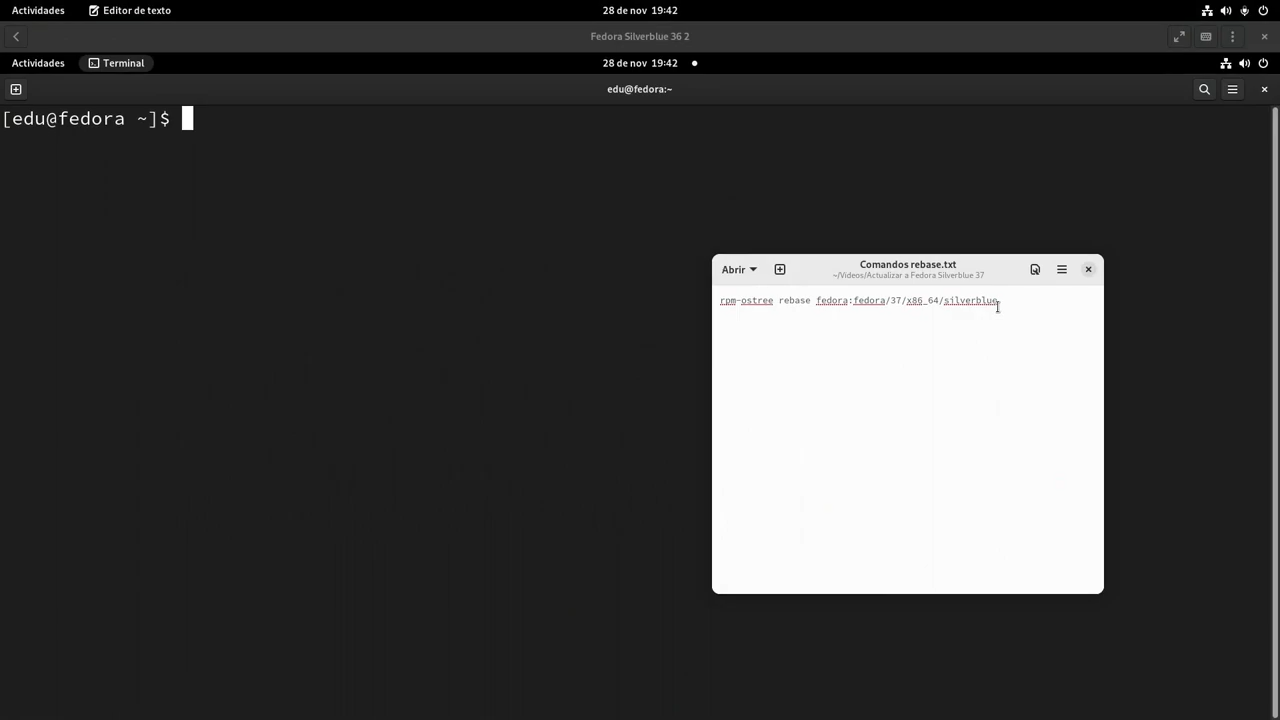 Actividades Editor de texto 28 de nov 19:42
Fedora Silverblue 36 2
Actividades Terminal 28 de nov 19:42
edu@fedora:~
[edu@fedora ~]$
Abrir Comandos rebase.txt
~/Vídeos/Actualizar a Fedora Silverblue 37
rpm-ostree rebase fedora:fedora/37/x86_64/silverblue